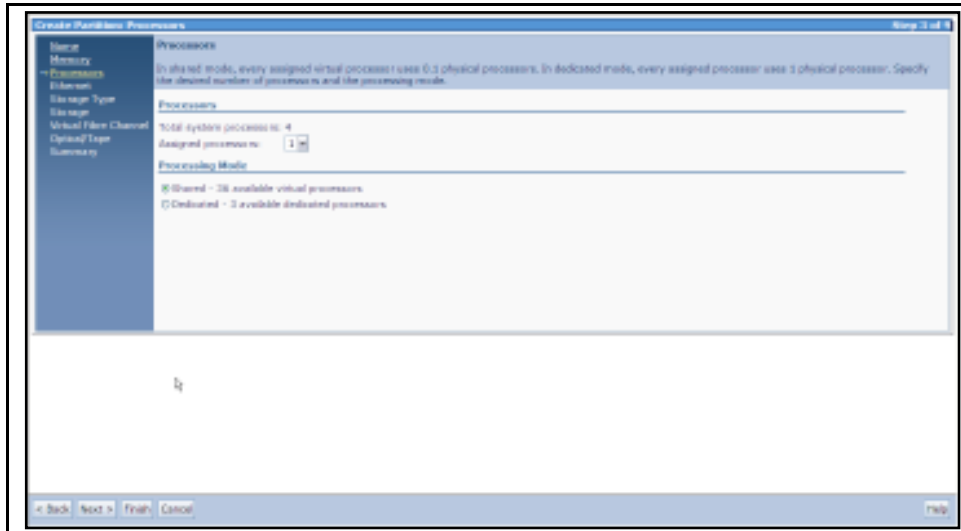 Create Partition: Processors
Step 3 of 9
Name
Memory
Processors
Ethernet
Storage Type
Storage
Virtual Fibre Channel
Optical/Tape
Summary
Processors
In shared mode, every assigned virtual processor uses 0.1 physical processors. In dedicated mode, every assigned processor uses 1 physical processor. Specify
the desired number of processors and the processing mode.
Processors
Total system processors: 4
Assigned processors: 1
Processing Mode
Shared - 36 available virtual processors
Dedicated - 3 available dedicated processors
< Back Next > Finish Cancel
Help